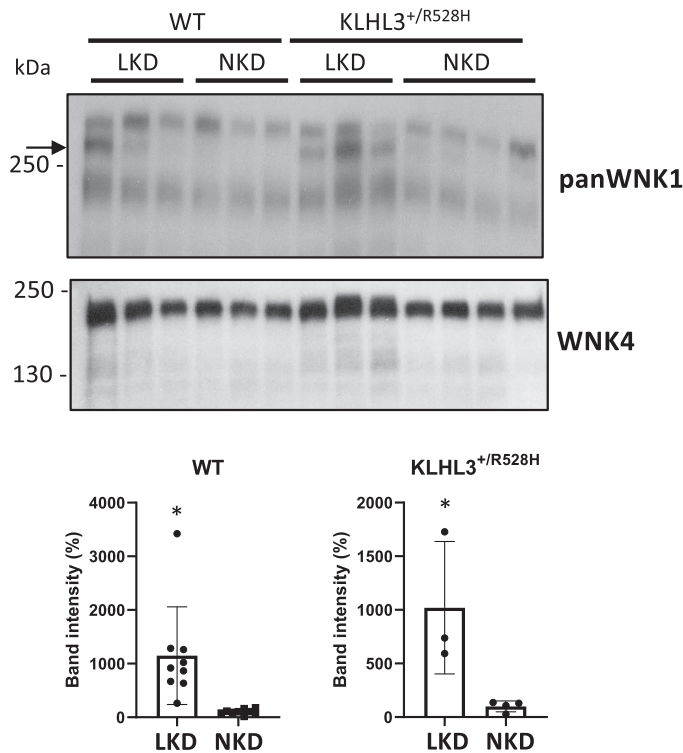 WT KLHL3+/R528H
kDa LKD NKD LKD NKD
250 -
panWNK1
250 -
WNK4
130 -
WT KLHL3+/R528H
Band intensity (%) 4000 3000 2000 1000 0 *
LKD NKD
Band intensity (%) 2000 1500 1000 500 0 *
LKD NKD